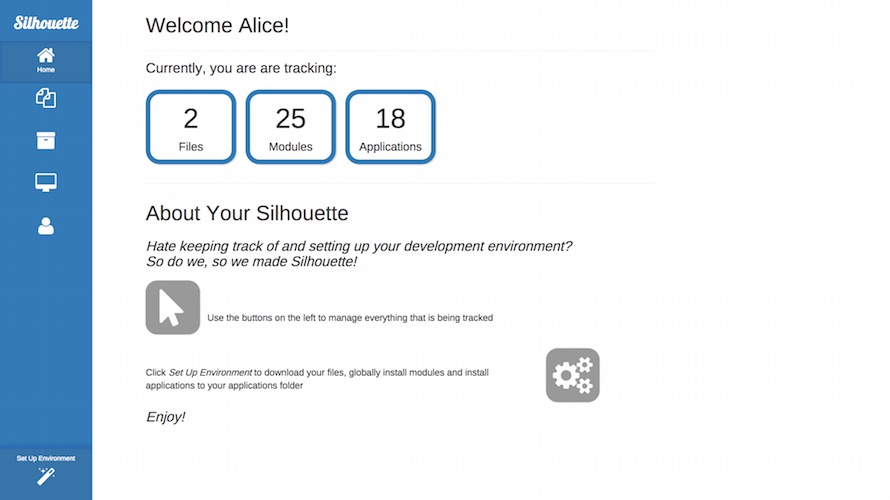 Silhouette
Home
Set Up Environment
Welcome Alice!
Currently, you are are tracking:
2
Files
25
Modules
18
Applications
About Your Silhouette
Hate keeping track of and setting up your development environment?
So do we, so we made Silhouette!
Use the buttons on the left to manage everything that is being tracked
Click Set Up Environment to download your files, globally install modules and install
applications to your applications folder
Enjoy!